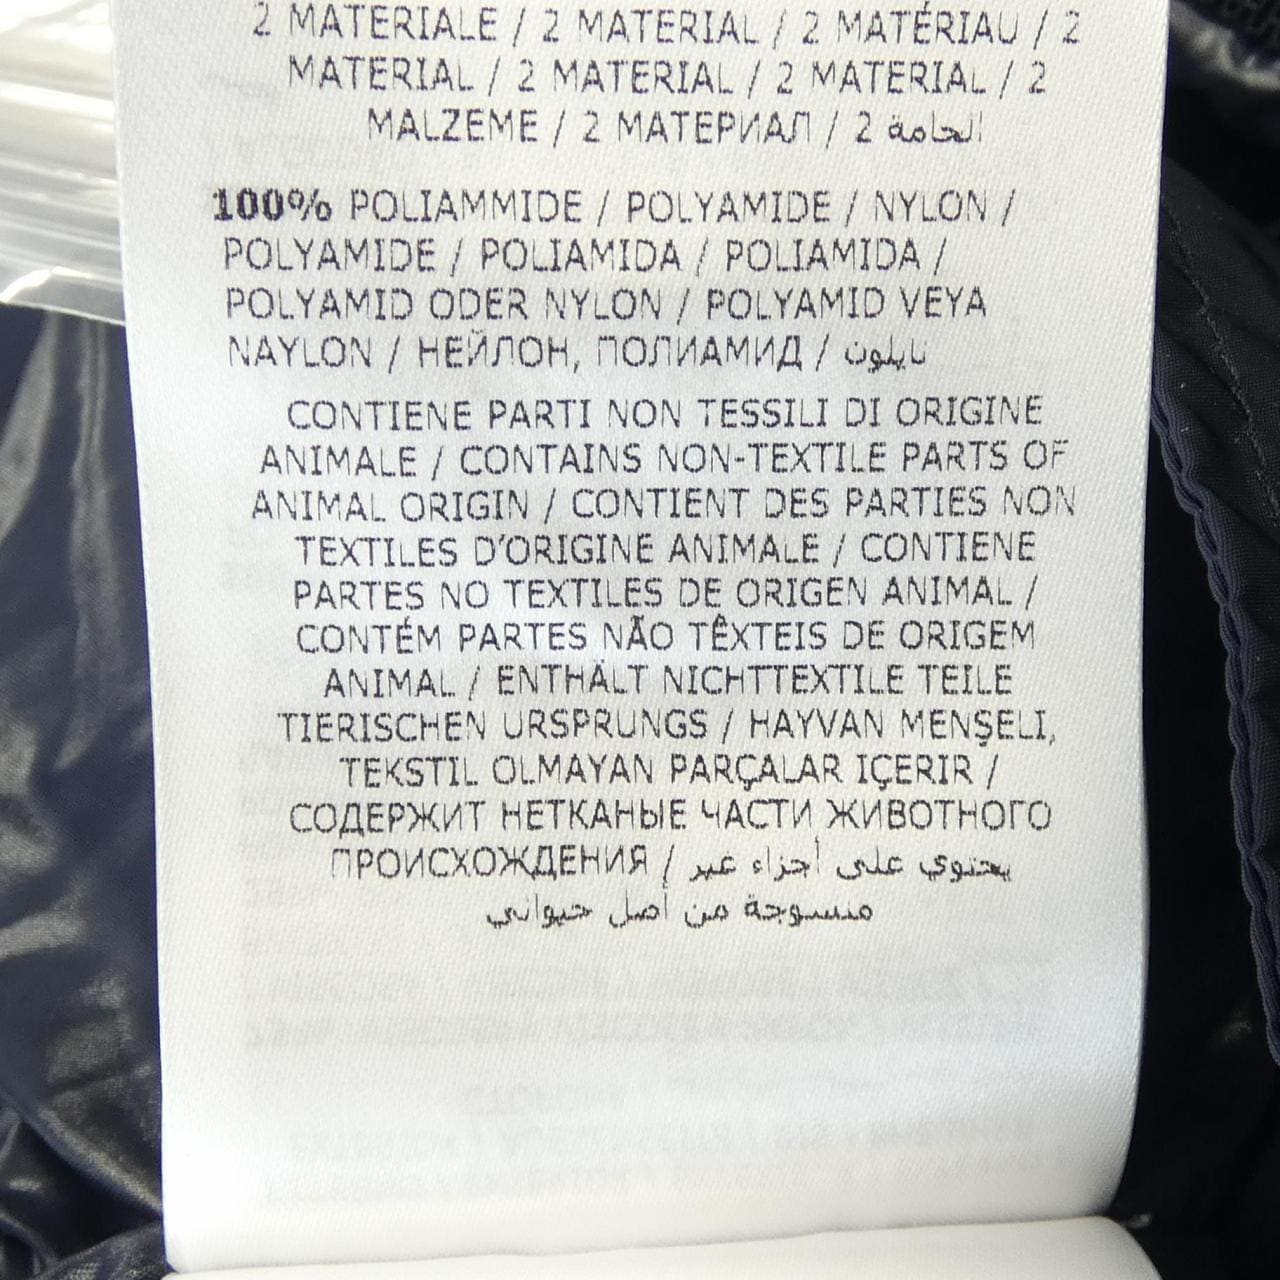 2 MATERIALE / 2 MATERIAL / 2 MATÉRIAU / 2
MATERIAL / 2 MATERIAL / 2 MATERIAL / 2
MALZEME / 2 МАТЕРИАЛ / 2 الخامة
100% POLIAMMIDE / POLYAMIDE / NYLON /
POLYAMIDE / POLIAMIDA / POLIAMIDA /
POLYAMID ODER NYLON / POLYAMID VEYA
NAYLON / НЕЙЛОН, ПОЛИАМИД / نايلون
CONTIENE PARTI NON TESSILI DI ORIGINE
ANIMALE / CONTAINS NON-TEXTILE PARTS OF
ANIMAL ORIGIN / CONTIENT DES PARTIES NON
TEXTILES D'ORIGINE ANIMALE / CONTIENE
PARTES NO TEXTILES DE ORIGEN ANIMAL /
CONTÉM PARTES NÃO TÊXTEIS DE ORIGEM
ANIMAL / ENTHÄLT NICHTTEXTILE TEILE
TIERISCHEN URSPRUNGS / HAYVAN MENŞELI,
TEKSTIL OLMAYAN PARÇALAR IÇERIR /
СОДЕРЖИТ НЕТКАНЫЕ ЧАСТИ ЖИВОТНОГО
ПРОИСХОЖДЕНИЯ / يحتوي على أجزاء غير
منسوجة من أصل حيواني